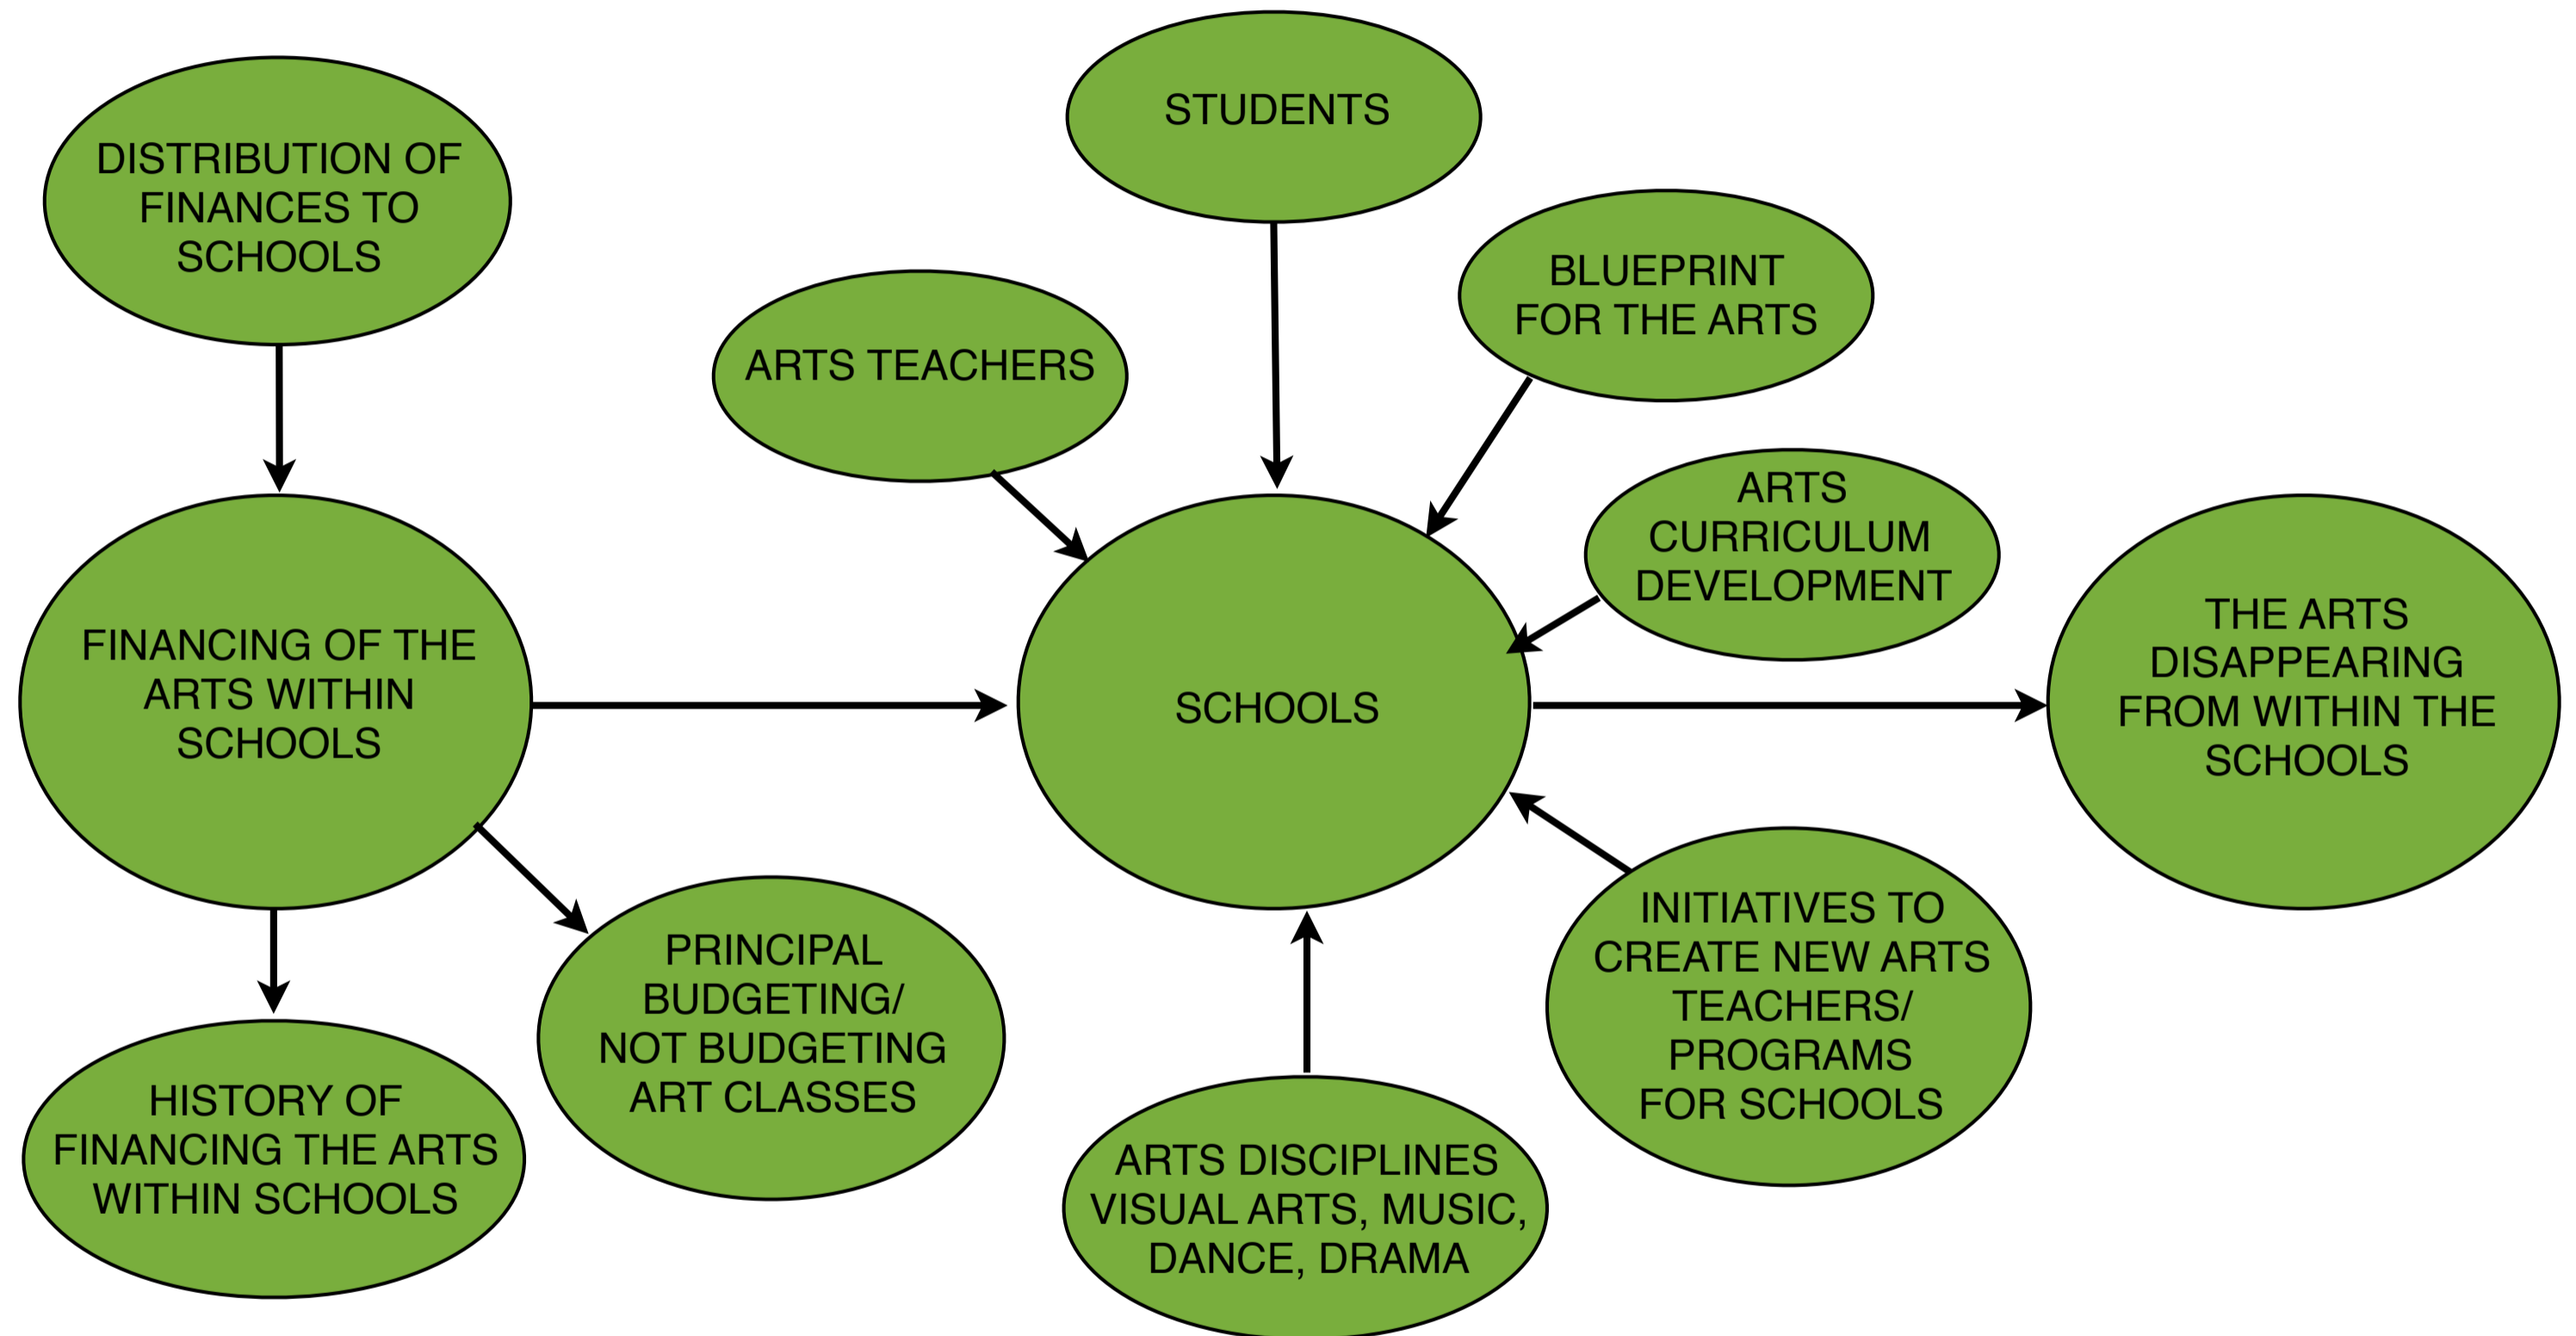 STUDENTS
DISTRIBUTION OF
FINANCES TO
SCHOOLS
BLUEPRINT
FOR THE ARTS
ARTS TEACHERS
ARTS
CURRICULUM
DEVELOPMENT
FINANCING OF THE
ARTS WITHIN
SCHOOLS
SCHOOLS
THE ARTS
DISAPPEARING
FROM WITHIN THE
SCHOOLS
PRINCIPAL
BUDGETING/
NOT BUDGETING
ART CLASSES
INITIATIVES TO
CREATE NEW ARTS
TEACHERS/
PROGRAMS
FOR SCHOOLS
HISTORY OF
FINANCING THE ARTS
WITHIN SCHOOLS
ARTS DISCIPLINES
VISUAL ARTS, MUSIC,
DANCE, DRAMA